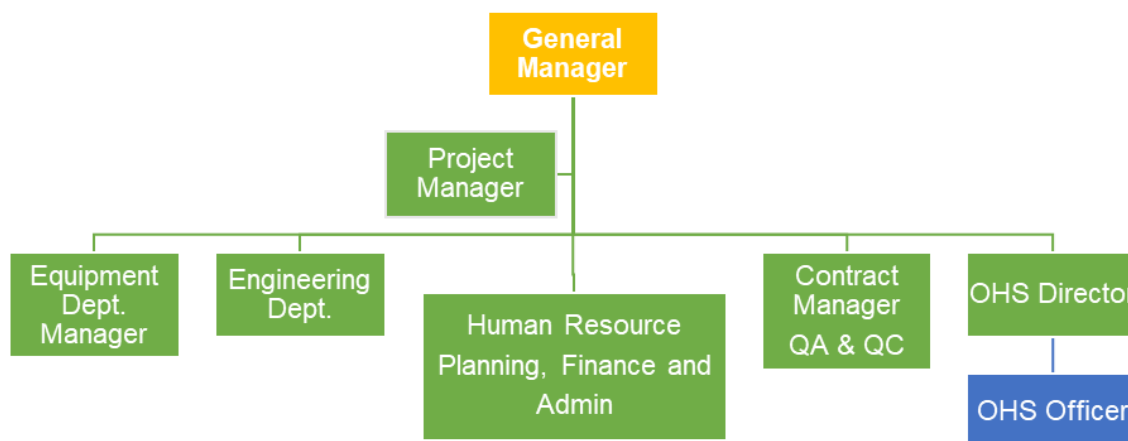 General
Manager
Project
Manager
Equipment
Dept.
Manager
Engineering
Dept.
Human Resource
Planning, Finance and
Admin
Contract
Manager
QA & QC
OHS Director
OHS Officer